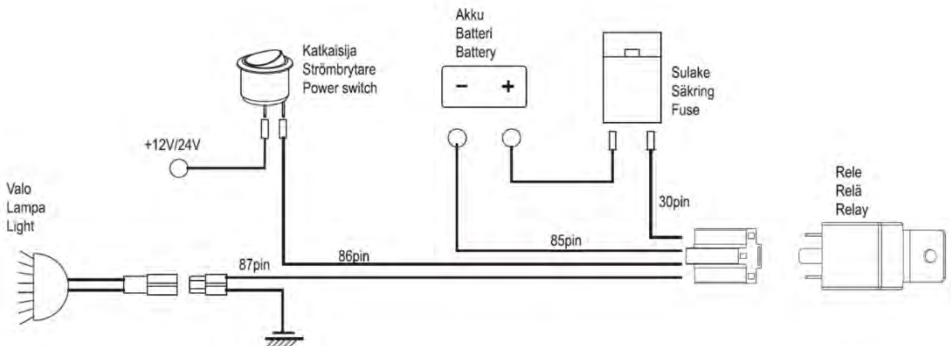 Akku
Batteri
Battery
Katkaisija
Strömbrytare
Power switch
Sulake
Säkring
Fuse
- +
+12V/24V
Valo
Lampa
Light
Rele
Relä
Relay
30pin
85pin
86pin
87pin